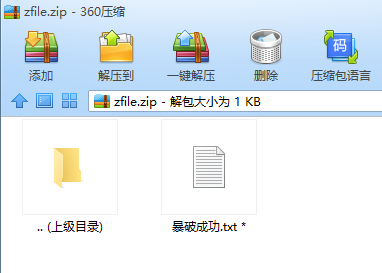 zfile.zip - 360压缩
添加
解压到
一键解压
删除
压缩包语言
码
zfile.zip - 解包大小为 1 KB
.. (上级目录)
暴破成功.txt *